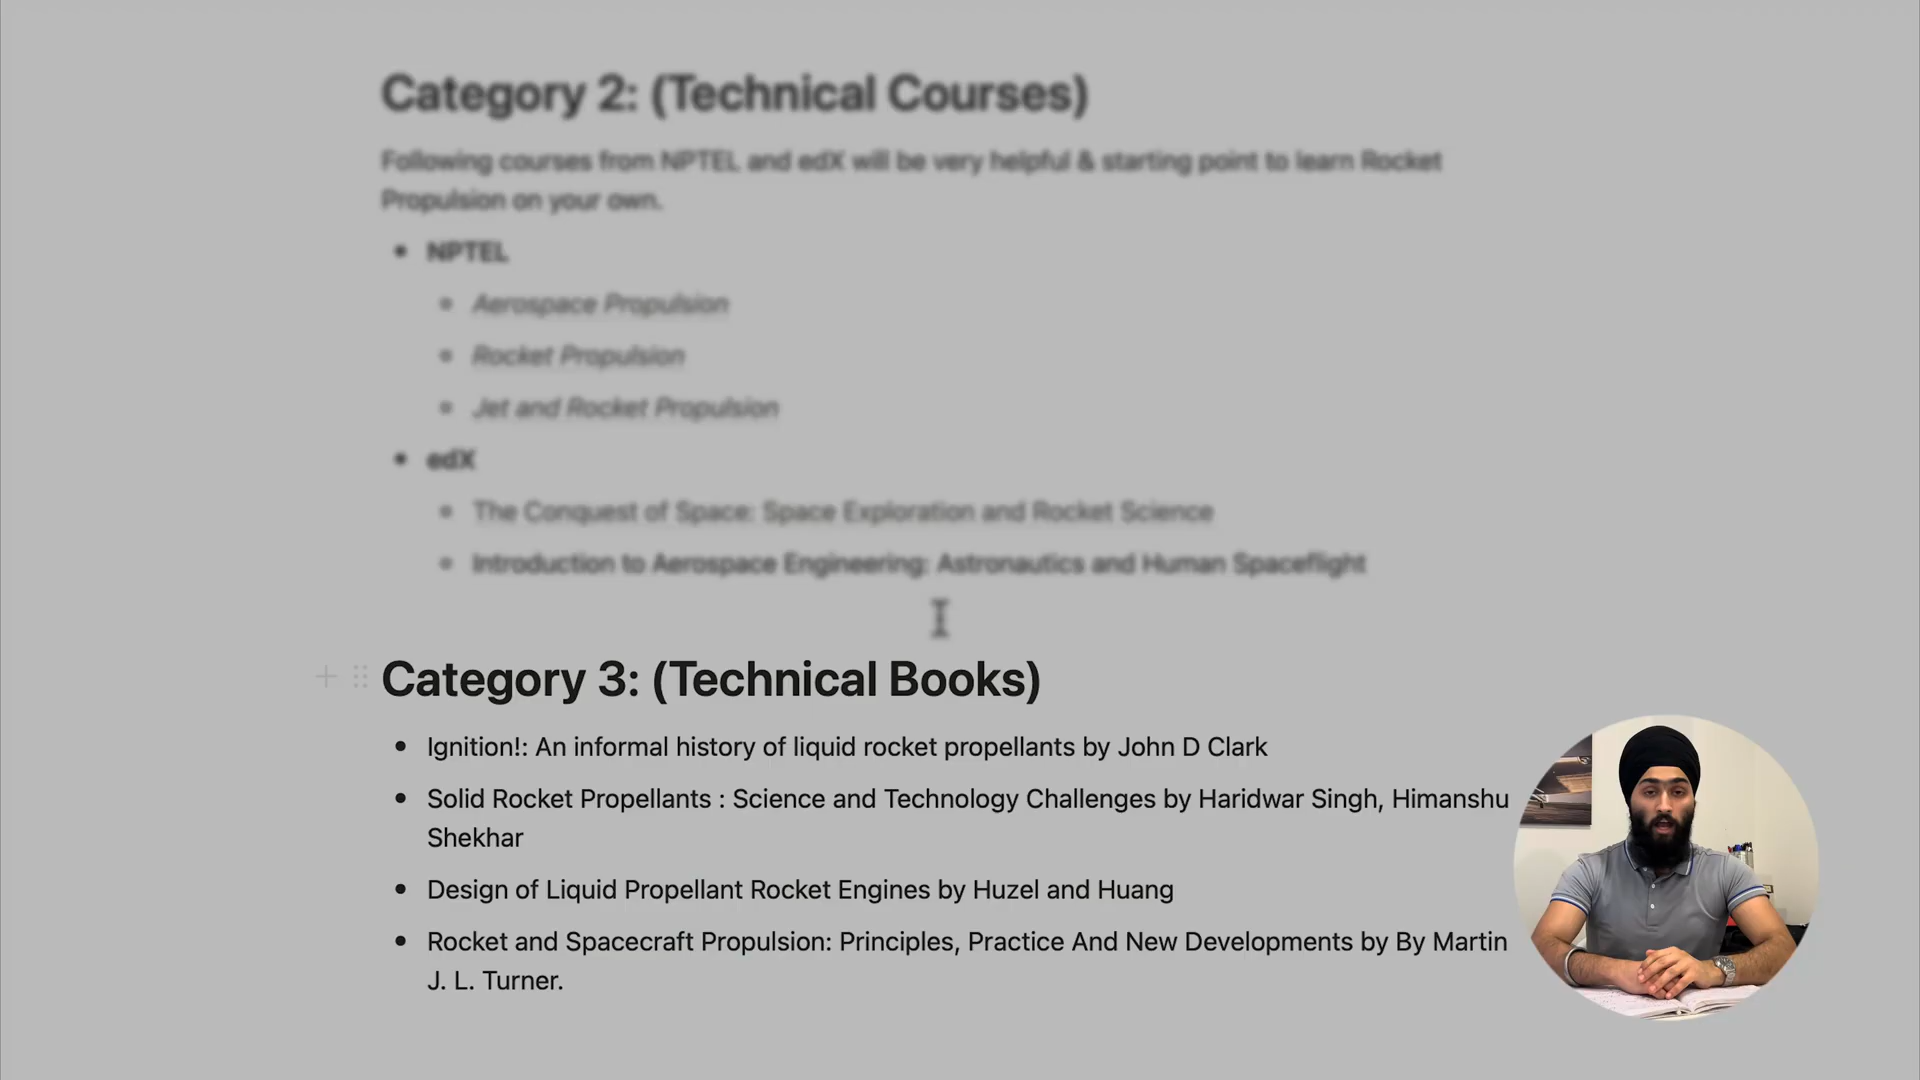 Category 2: (Technical Courses)
Following courses from NPTEL and edX will be very helpful & starting point to learn Rocket
Propulsion on your own.
NPTEL
Aerospace Propulsion
Rocket Propulsion
Jet and Rocket Propulsion
edX
The Conquest of Space: Space Exploration and Rocket Science
Introduction to Aerospace Engineering: Astronautics and Human Spaceflight
Category 3: (Technical Books)
Ignition!: An informal history of liquid rocket propellants by John D Clark
Solid Rocket Propellants : Science and Technology Challenges by Haridwar Singh, Himanshu
Shekhar
Design of Liquid Propellant Rocket Engines by Huzel and Huang
Rocket and Spacecraft Propulsion: Principles, Practice And New Developments by By Martin
J. L. Turner.